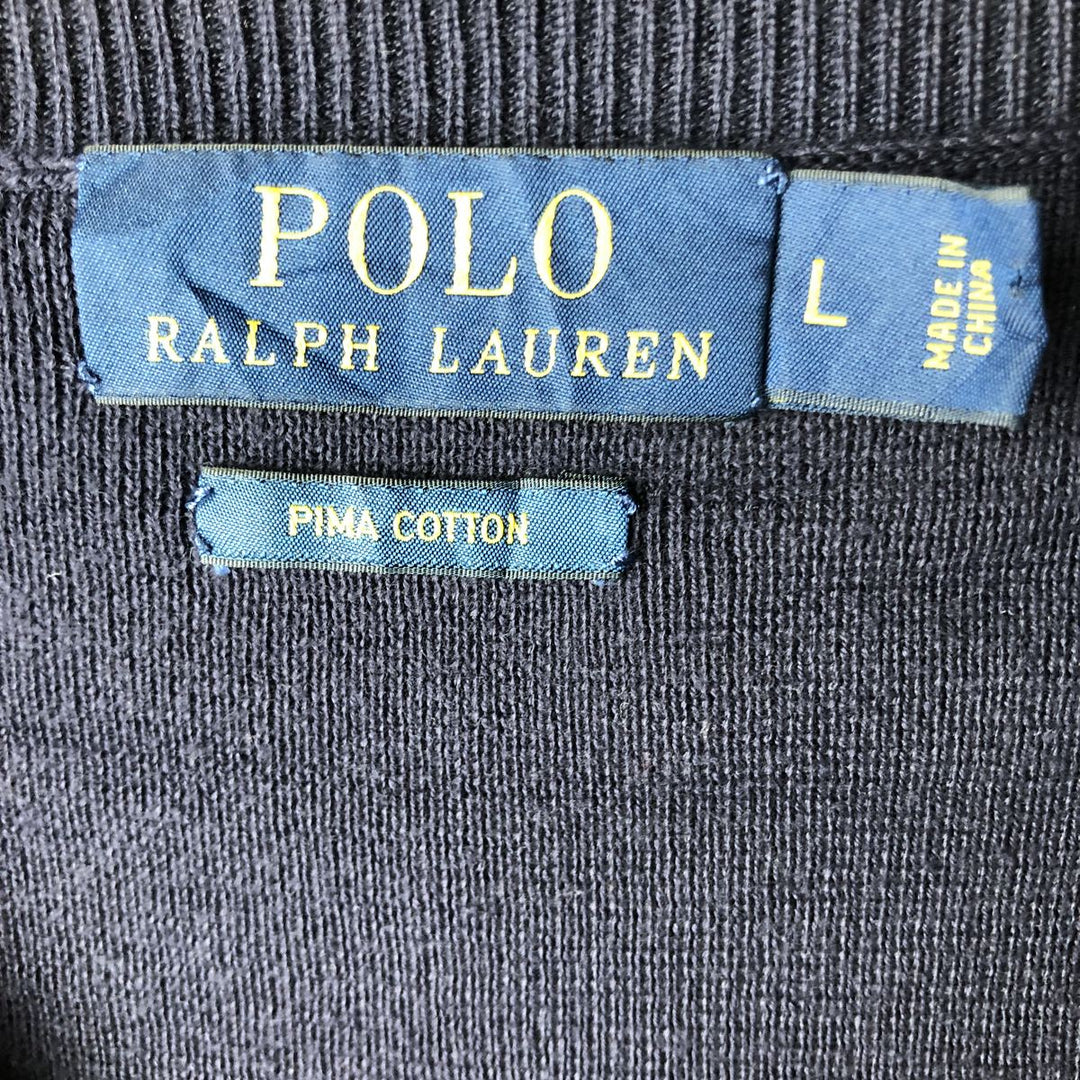 POLO
RALPH LAUREN
L
MADE IN
CHINA
PIMA COTTON